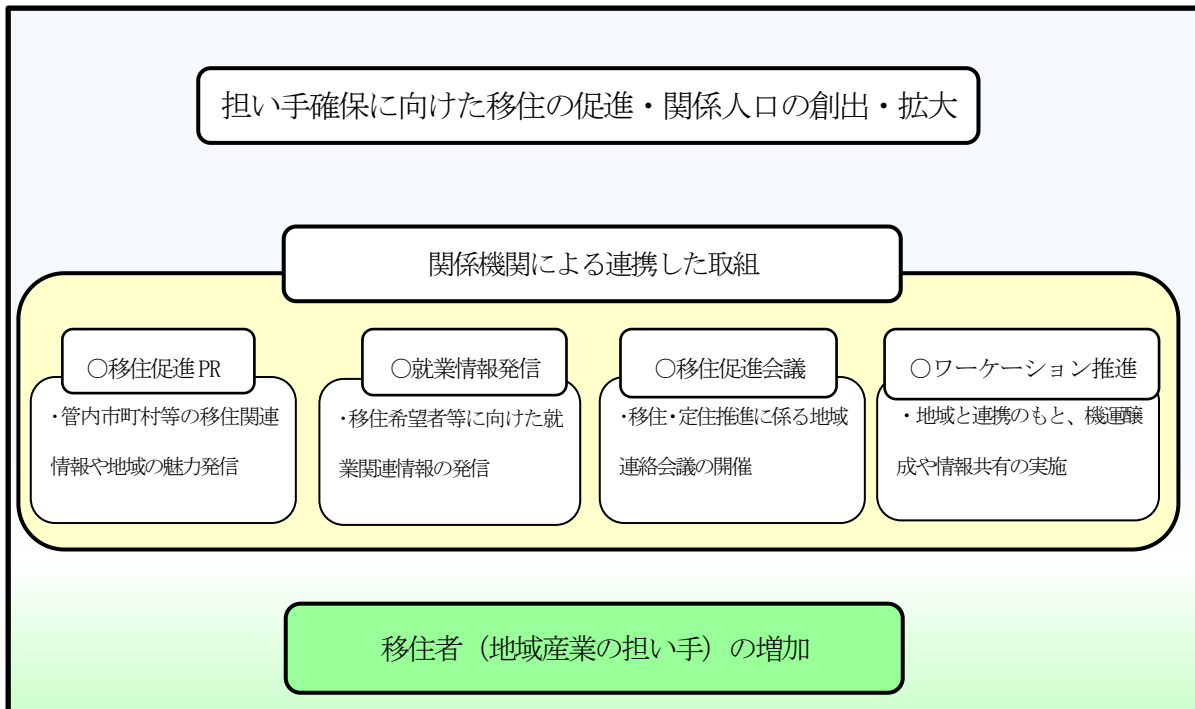 担い手確保に向けた移住の促進・関係人口の創出・拡大
関係機関による連携した取組
〇移住促進PR
・管内市町村等の移住関連
情報や地域の魅力発信
〇就業情報発信
・移住希望者等に向けた就
業関連情報の発信
〇移住促進会議
・移住・定住推進に係る地域
連絡会議の開催
〇ワーケーション推進
・地域と連携のもと、機運醸
成や情報共有の実施
移住者（地域産業の担い手）の増加